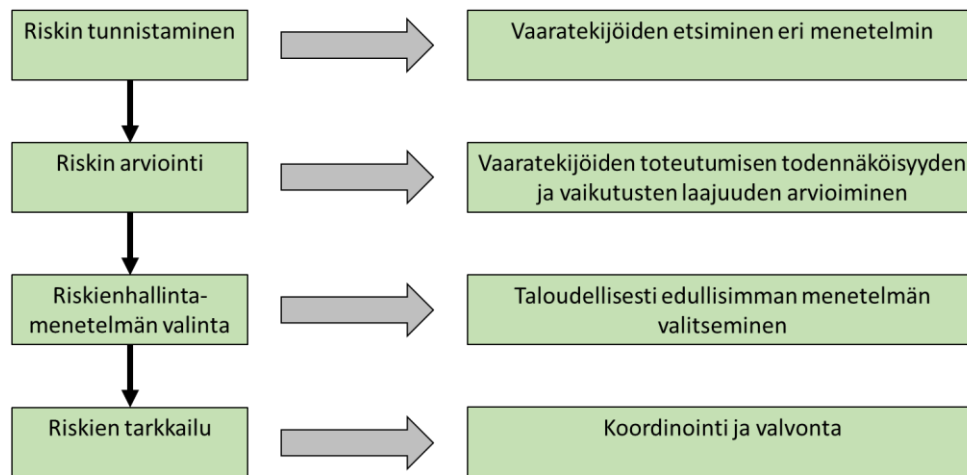 Riskin tunnistaminen
Vaaratekijöiden etsiminen eri menetelmin
Riskin arviointi
Vaaratekijöiden toteutumisen todennäköisyyden
ja vaikutusten laajuuden arvioiminen
Riskienhallinta-
menetelmän valinta
Taloudellisesti edullisimman menetelmän
valitseminen
Riskien tarkkailu
Koordinointi ja valvonta